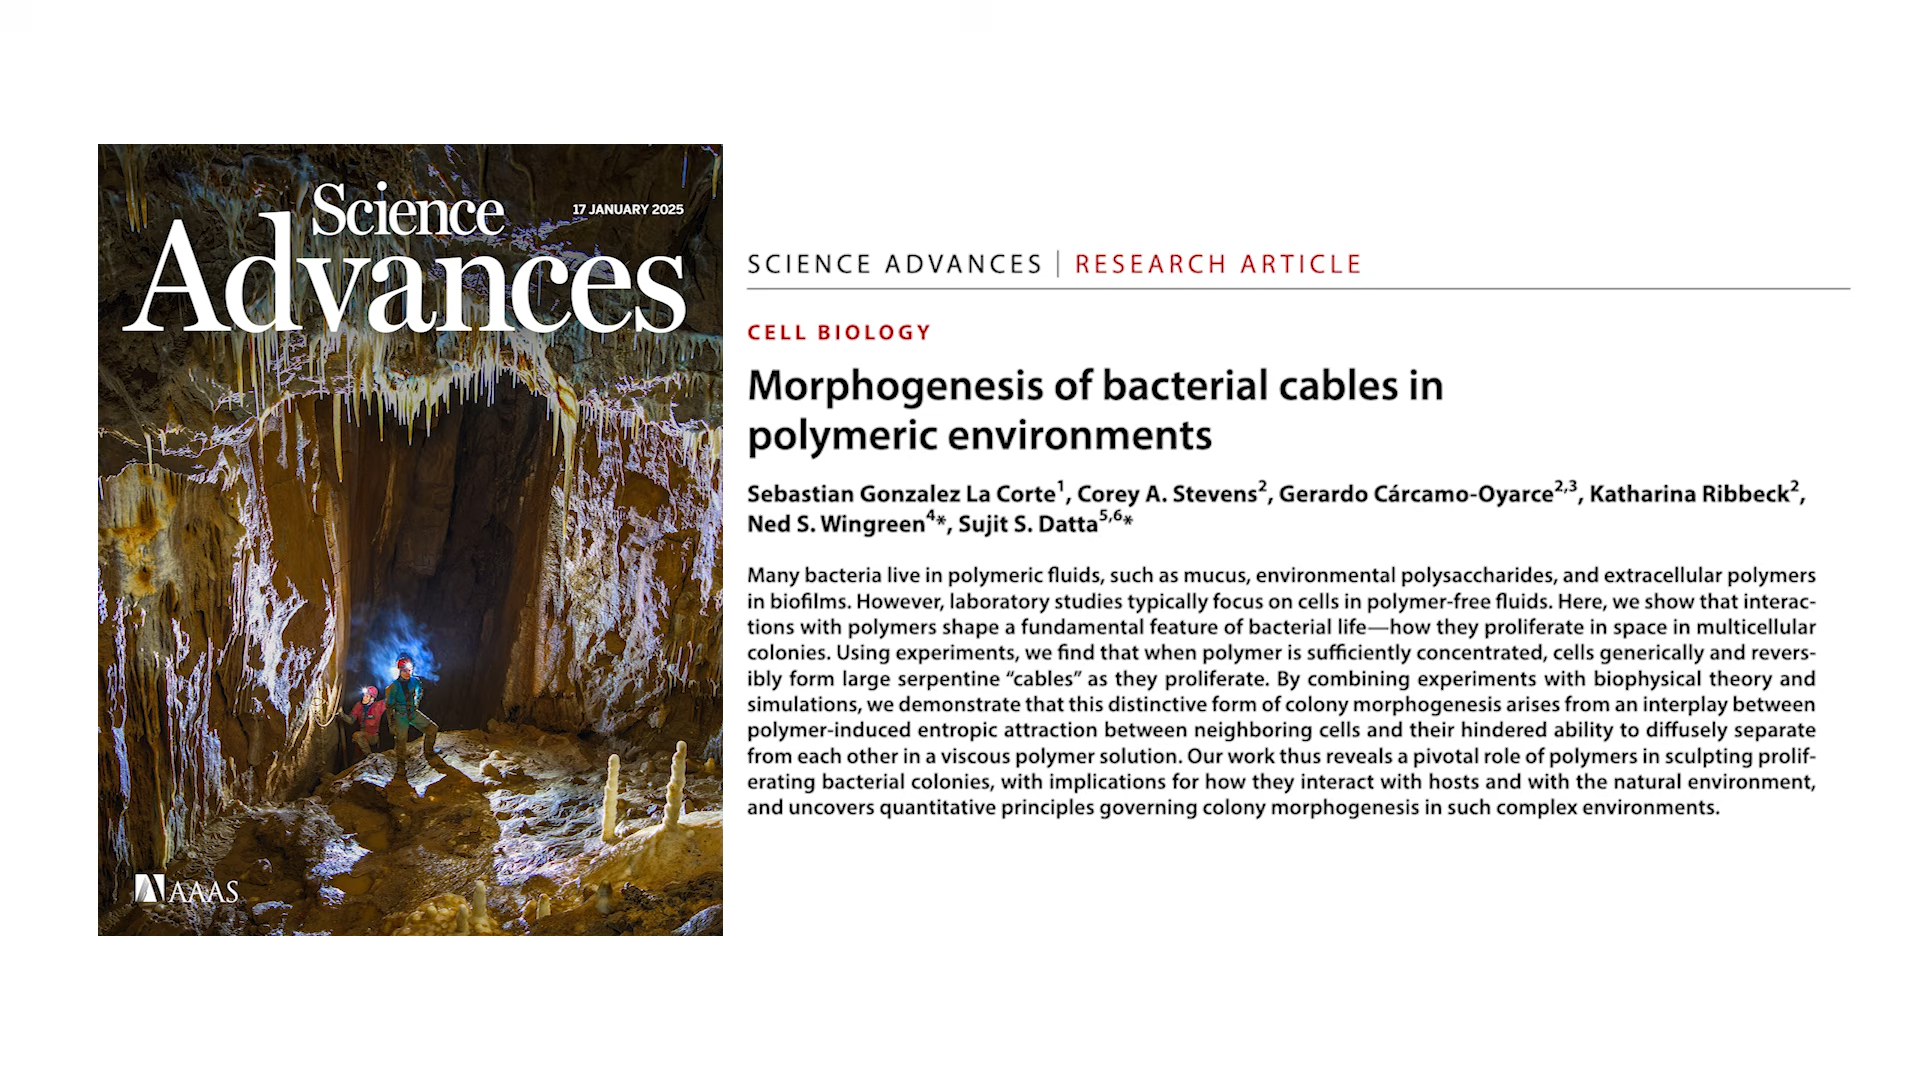 Science
17 JANUARY 2025
Advances
AAAS
SCIENCE ADVANCES | RESEARCH ARTICLE
CELL BIOLOGY
Morphogenesis of bacterial cables in
polymeric environments
Sebastian Gonzalez La Corte1, Corey A. Stevens2, Gerardo Cárcamo-Oyarce2,3, Katharina Ribbeck2,
Ned S. Wingreen4*, Sujit S. Datta5,6*
Many bacteria live in polymeric fluids, such as mucus, environmental polysaccharides, and extracellular polymers
in biofilms. However, laboratory studies typically focus on cells in polymer-free fluids. Here, we show that interac-
tions with polymers shape a fundamental feature of bacterial life—how they proliferate in space in multicellular
colonies. Using experiments, we find that when polymer is sufficiently concentrated, cells generically and revers-
ibly form large serpentine “cables” as they proliferate. By combining experiments with biophysical theory and
simulations, we demonstrate that this distinctive form of colony morphogenesis arises from an interplay between
polymer-induced entropic attraction between neighboring cells and their hindered ability to diffusely separate
from each other in a viscous polymer solution. Our work thus reveals a pivotal role of polymers in sculpting prolif-
erating bacterial colonies, with implications for how they interact with hosts and with the natural environment,
and uncovers quantitative principles governing colony morphogenesis in such complex environments.